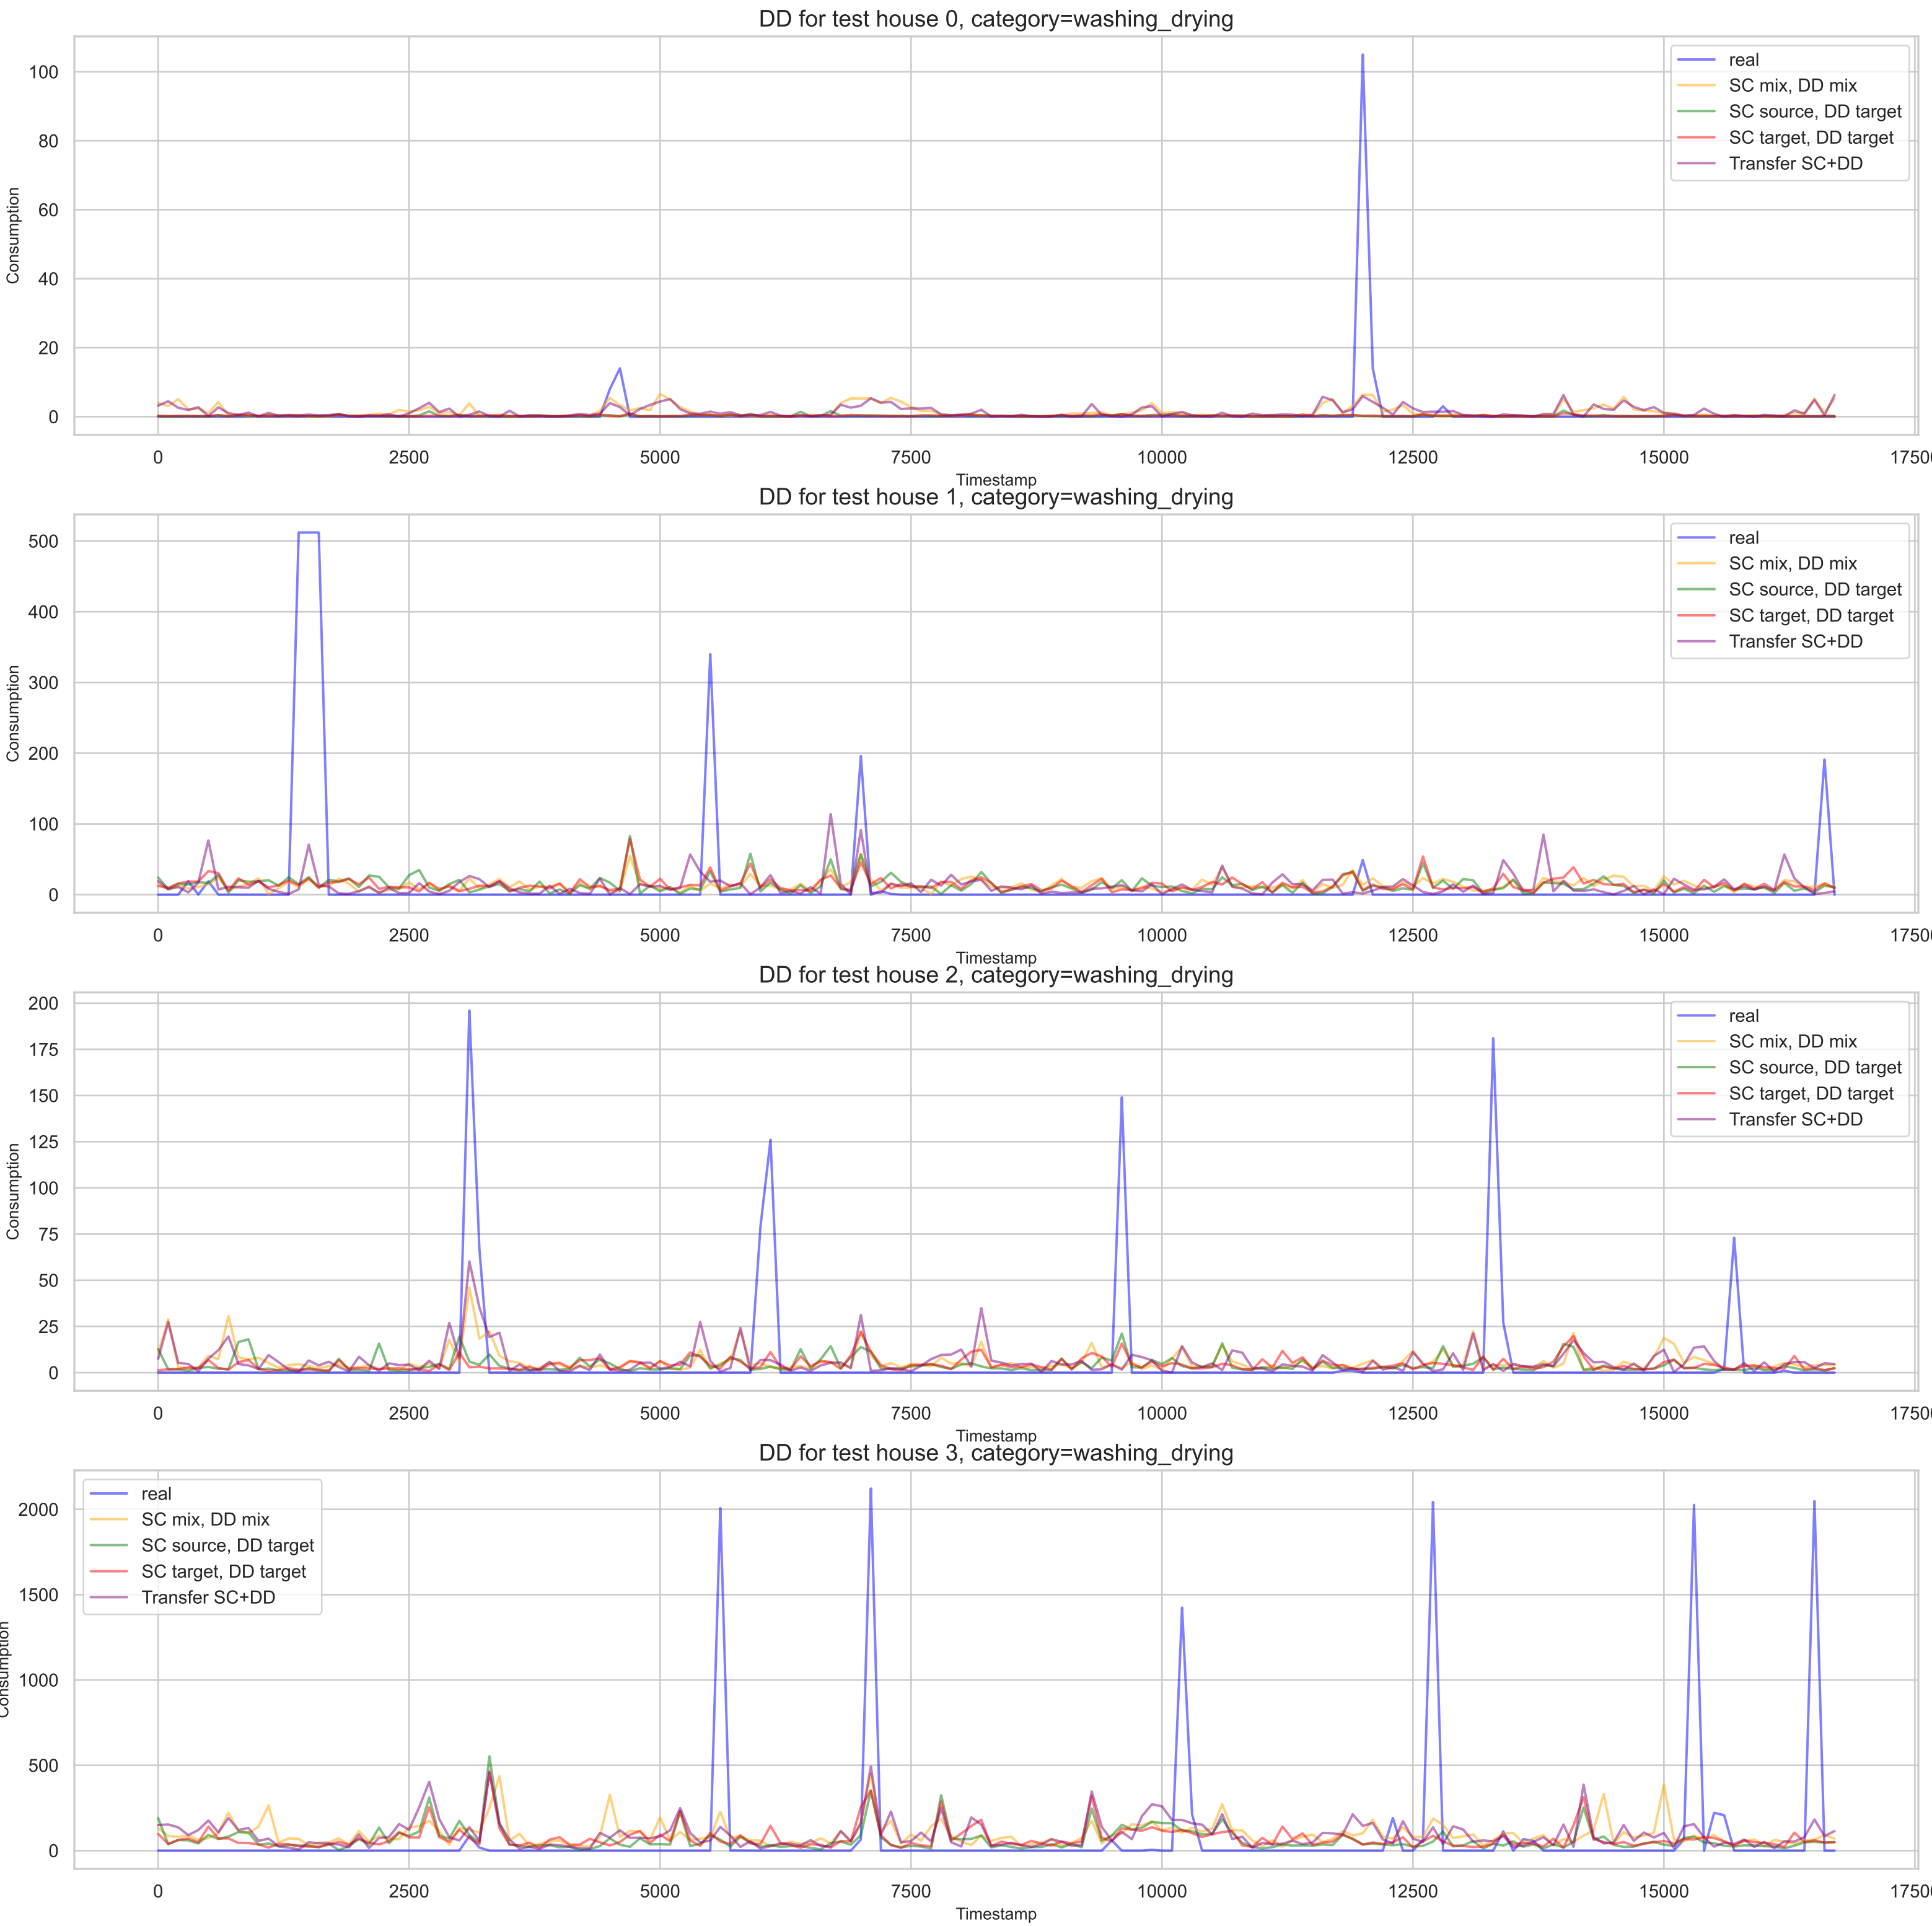 DD for test house 0, category=washing_drying
100
80
60
40
20
0
Consumption
real
SC mix, DD mix
SC source, DD target
SC target, DD target
Transfer SC+DD
0 2500 5000 7500 10000 12500 15000 1750
Timestamp
DD for test house 1, category=washing_drying
500
400
300
200
100
0
Consumption
real
SC mix, DD mix
SC source, DD target
SC target, DD target
Transfer SC+DD
0 2500 5000 7500 10000 12500 15000 1750
Timestamp
DD for test house 2, category=washing_drying
200
175
150
125
100
75
50
25
0
Consumption
real
SC mix, DD mix
SC source, DD target
SC target, DD target
Transfer SC+DD
0 2500 5000 7500 10000 12500 15000 1750
Timestamp
DD for test house 3, category=washing_drying
2000
1500
1000
500
0
Consumption
real
SC mix, DD mix
SC source, DD target
SC target, DD target
Transfer SC+DD
0 2500 5000 7500 10000 12500 15000 1750
Timestamp